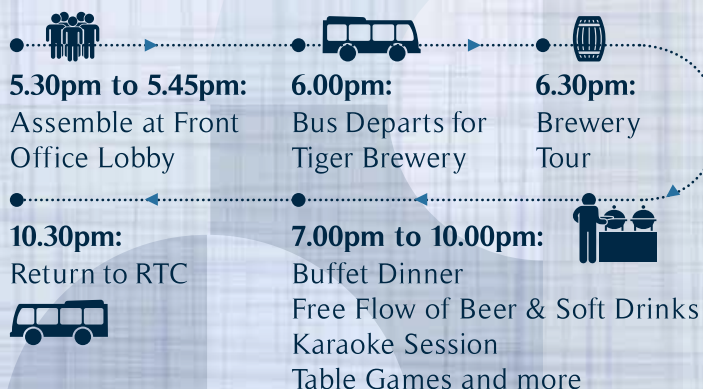 5.30pm to 5.45pm:
Assemble at Front
Office Lobby
6.00pm:
Bus Departs for
Tiger Brewery
6.30pm:
Brewery
Tour
7.00pm to 10.00pm:
Buffet Dinner
Free Flow of Beer & Soft Drinks
Karaoke Session
Table Games and more
10.30pm:
Return to RTC